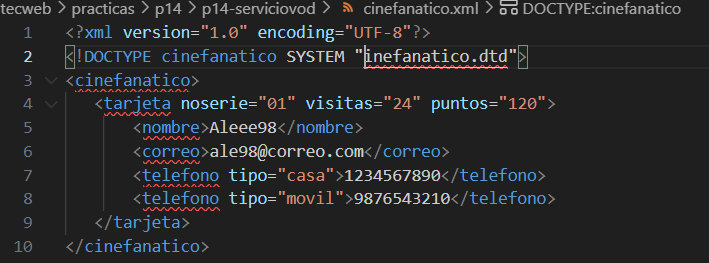 tecweb > practicas > p14 > p14-serviciovod > cinefanatico.xml > DOCTYPE:cinefanatico
1 <?xml version="1.0" encoding="UTF-8"?>
2 <!DOCTYPE cinefanatico SYSTEM "inefanatico.dtd">
3 <cinefanatico>
4 <tarjeta noserie="01" visitas="24" puntos="120">
5 <nombre>Aleee98</nombre>
6 <correo>ale98@correo.com</correo>
7 <telefono tipo="casa">1234567890</telefono>
8 <telefono tipo="movil">9876543210</telefono>
9 </tarjeta>
10 </cinefanatico>